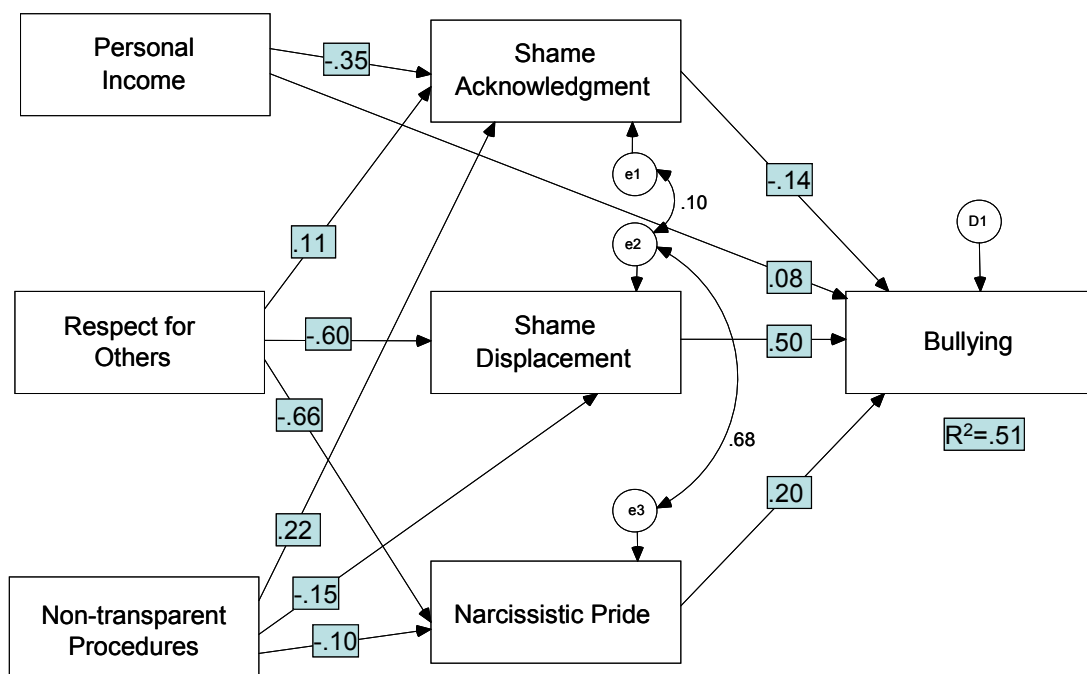 Personal
Income
Shame
Acknowledgment
-.35
e1
.10
-.14
D1
.11
e2
.08
Respect for
Others
-.60
Shame
Displacement
.50
Bullying
-.66
.68
R²=.51
e3
.20
.22
-.15
Non-transparent
Procedures
-.10
Narcissistic Pride